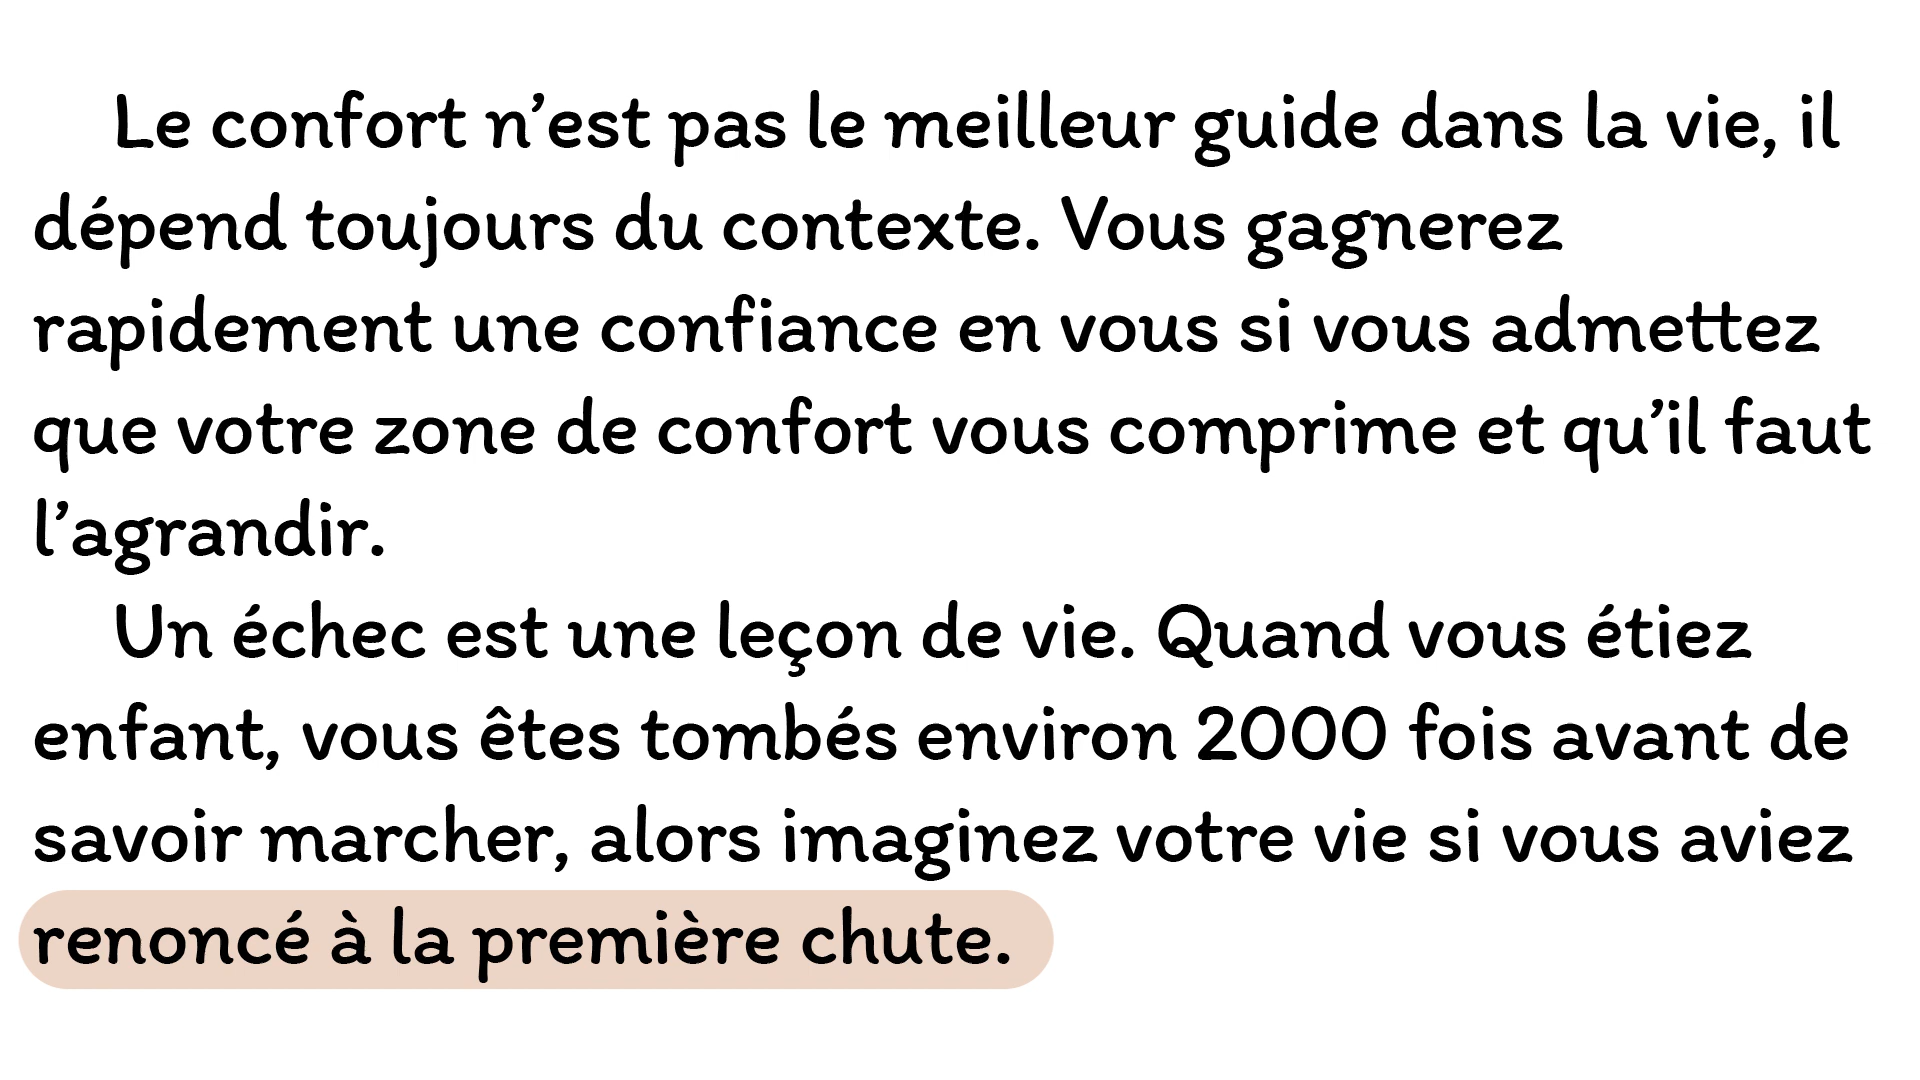 Le confort n’est pas le meilleur guide dans la vie, il
dépend toujours du contexte. Vous gagnerez
rapidement une confiance en vous si vous admettez
que votre zone de confort vous comprime et qu’il faut
l’agrandir.
Un échec est une leçon de vie. Quand vous étiez
enfant, vous êtes tombés environ 2000 fois avant de
savoir marcher, alors imaginez votre vie si vous aviez
renoncé à la première chute.